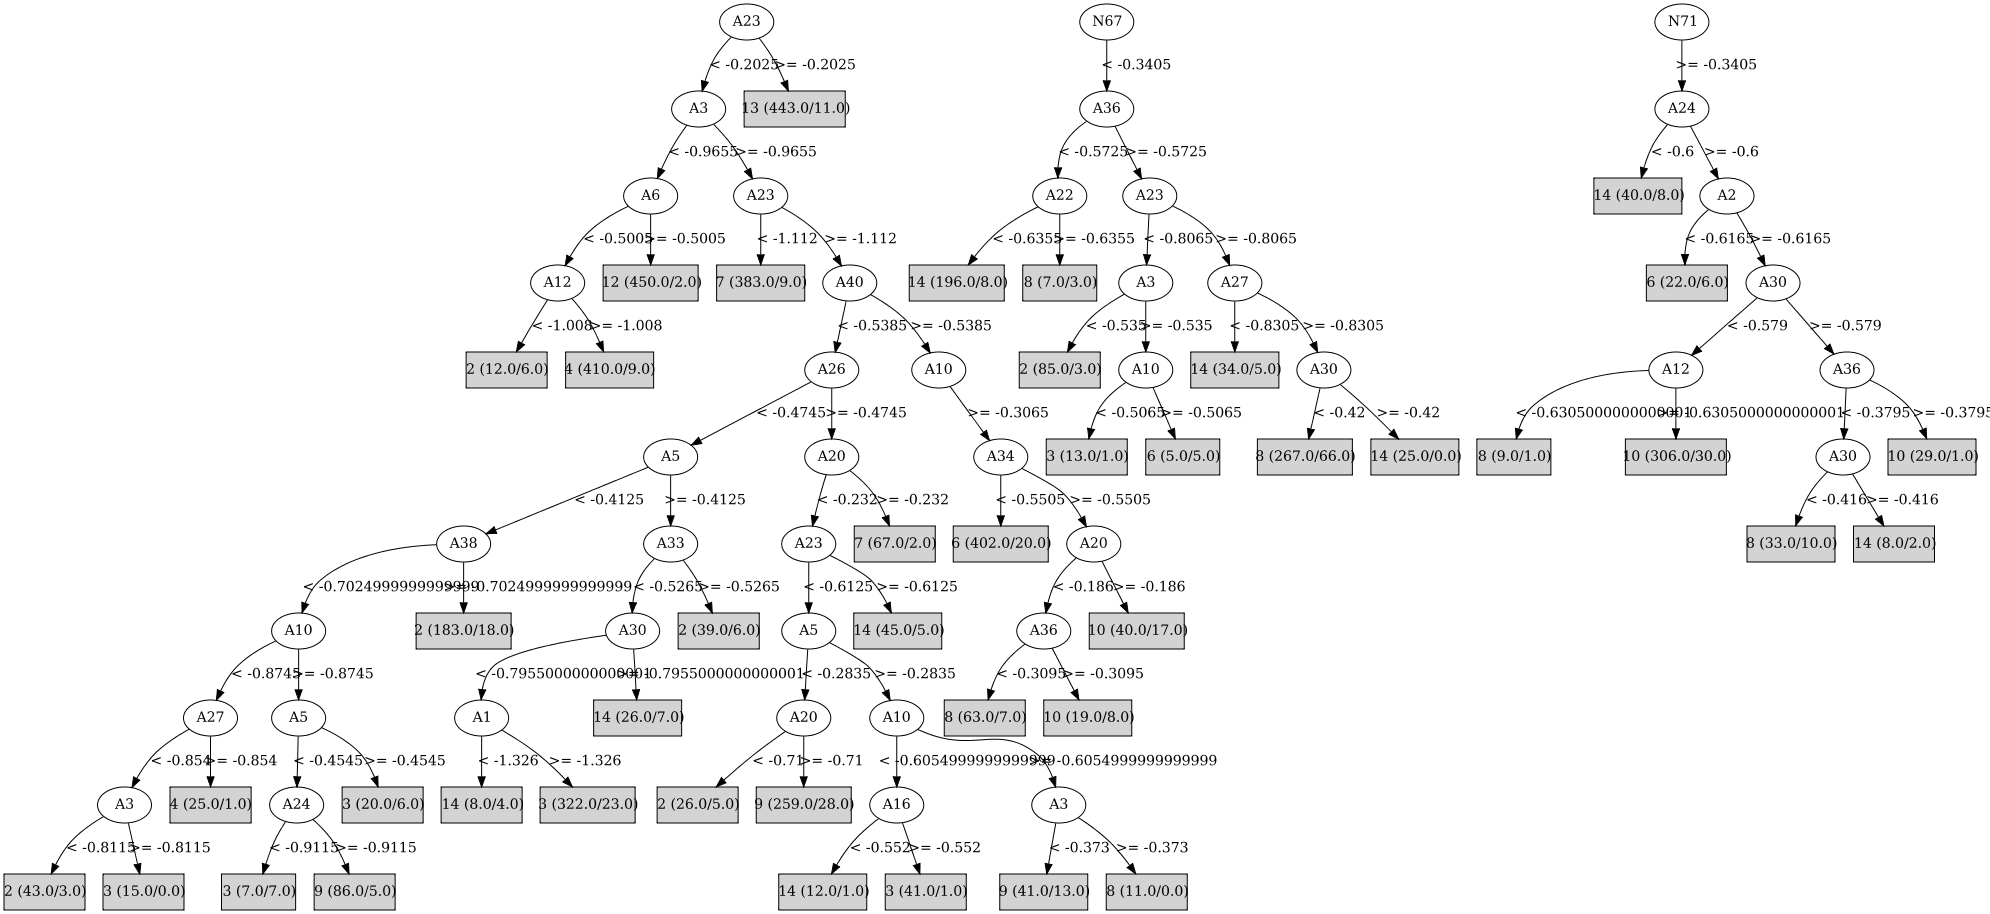 A23 N67 N71
< -0.2025 >= -0.2025 < -0.3405 >= -0.3405
A3 13 (443.0/11.0) A36 A24
< -0.9655 >= -0.9655 < -0.5725 >= -0.5725 < -0.6 >= -0.6
A6 A23 A22 A23 14 (40.0/8.0) A2
< -0.5005 >= -0.5005 < -1.112 >= -1.112 < -0.6355 >= -0.6355 < -0.8065 >= -0.8065 < -0.6165 >= -0.6165
A12 12 (450.0/2.0) 7 (383.0/9.0) A40 14 (196.0/8.0) 8 (7.0/3.0) A3 A27 6 (22.0/6.0) A30
< -1.008 >= -1.008 < -0.5385 >= -0.5385 < -0.535 >= -0.535 < -0.8305 >= -0.8305 < -0.579 >= -0.579
2 (12.0/6.0) 4 (410.0/9.0) A26 A10 2 (85.0/3.0) A10 14 (34.0/5.0) A30 A12 A36
< -0.4745 >= -0.4745 >= -0.3065 < -0.5065 >= -0.5065 < -0.42 >= -0.42 < -0.6305000000000001 >= -0.6305000000000001 < -0.3795 >= -0.3795
A5 A20 A34 3 (13.0/1.0) 6 (5.0/5.0) 8 (267.0/66.0) 14 (25.0/0.0) 8 (9.0/1.0) 10 (306.0/30.0) A30 10 (29.0/1.0)
< -0.4125 >= -0.4125 < -0.232 >= -0.232 < -0.5505 >= -0.5505 < -0.416 >= -0.416
A38 A33 A23 7 (67.0/2.0) 6 (402.0/20.0) A20 8 (33.0/10.0) 14 (8.0/2.0)
< -0.7024999999999999 >= -0.7024999999999999 < -0.5265 >= -0.5265 < -0.6125 >= -0.6125 < -0.186 >= -0.186
A10 2 (183.0/18.0) A30 2 (39.0/6.0) A5 14 (45.0/5.0) A36 10 (40.0/17.0)
< -0.8745 >= -0.8745 < -0.7955000000000001 >= -0.7955000000000001 < -0.2835 >= -0.2835 < -0.3095 >= -0.3095
A27 A5 A1 14 (26.0/7.0) A20 A10 8 (63.0/7.0) 10 (19.0/8.0)
< -0.854 >= -0.854 < -0.4545 >= -0.4545 < -1.326 >= -1.326 < -0.71 >= -0.71 < -0.6054999999999999 >= -0.6054999999999999
A3 4 (25.0/1.0) A24 3 (20.0/6.0) 14 (8.0/4.0) 3 (322.0/23.0) 2 (26.0/5.0) 9 (259.0/28.0) A16 A3
< -0.8115 >= -0.8115 < -0.9115 >= -0.9115 < -0.552 >= -0.552 < -0.373 >= -0.373
2 (43.0/3.0) 3 (15.0/0.0) 3 (7.0/7.0) 9 (86.0/5.0) 14 (12.0/1.0) 3 (41.0/1.0) 9 (41.0/13.0) 8 (11.0/0.0)